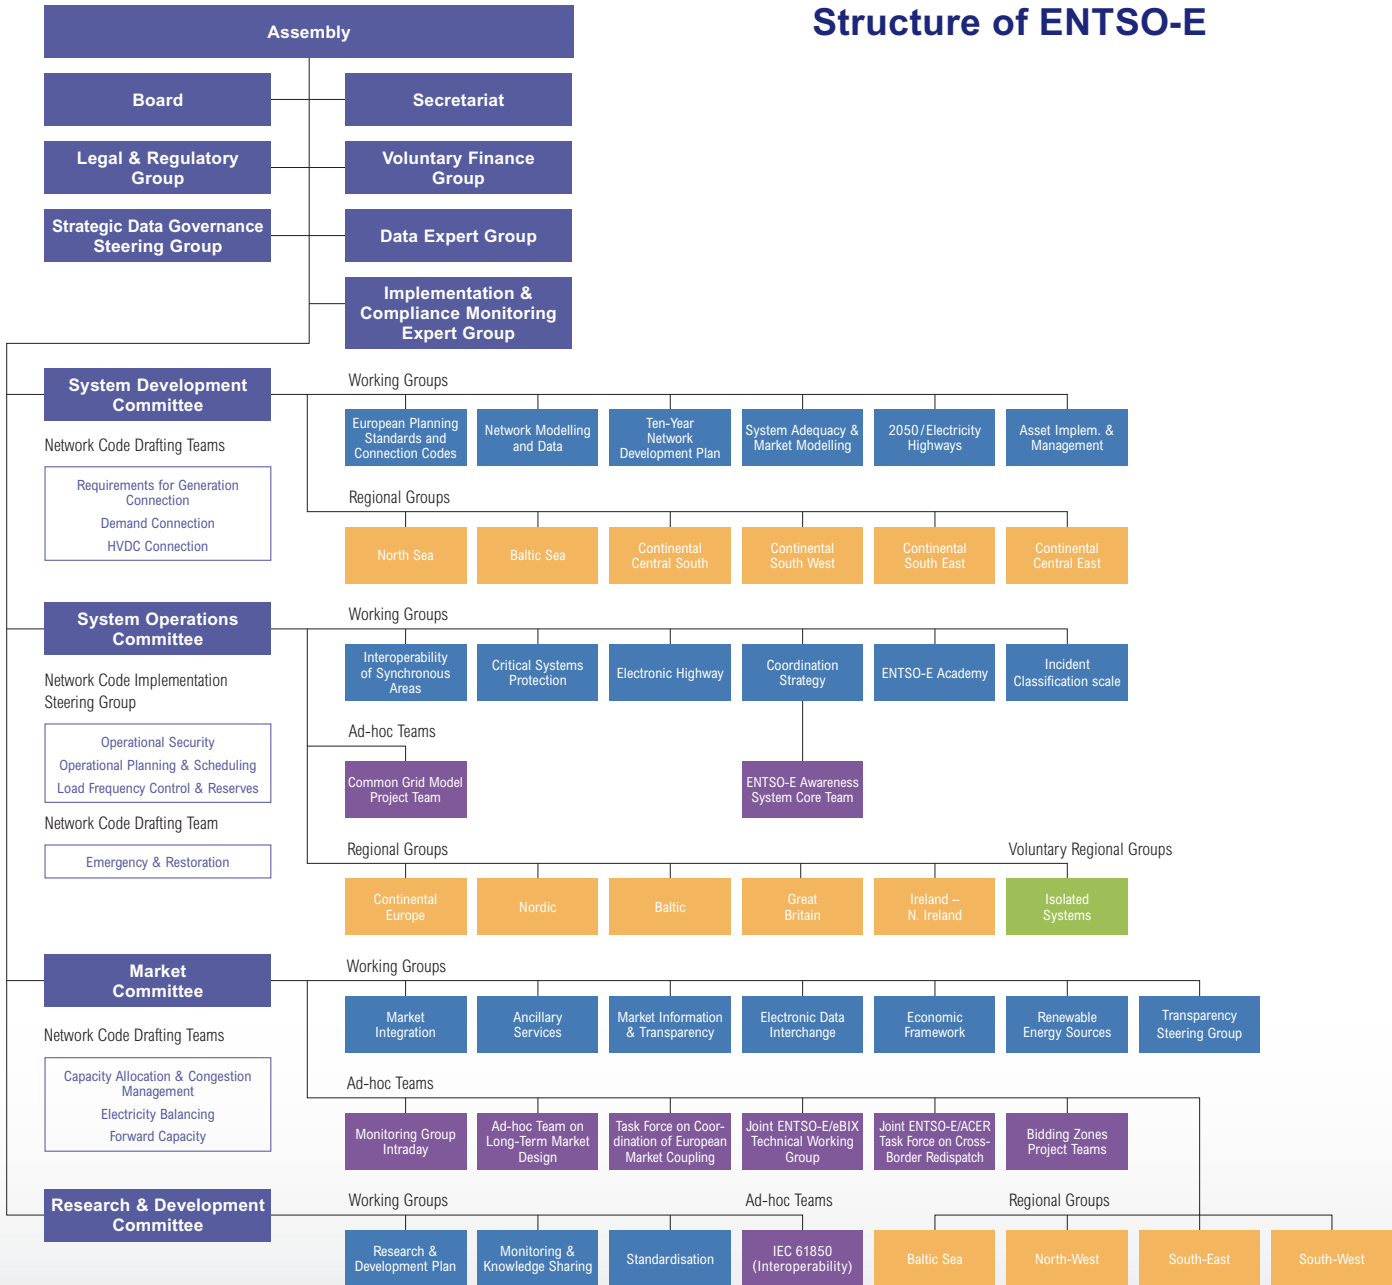 Structure of ENTSO-E
Assembly
Board
Secretariat
Legal & Regulatory
Group
Voluntary Finance
Group
Strategic Data Governance
Steering Group
Data Expert Group
Implementation &
Compliance Monitoring
Expert Group
System Development
Committee
Network Code Drafting Teams
Requirements for Generation
Connection
Demand Connection
HVDC Connection
Working Groups
European Planning
Standards and
Connection Codes
Network Modelling
and Data
Ten-Year
Network
Development Plan
System Adequacy &
Market Modelling
2050/Electricity
Highways
Asset Implem. &
Management
Regional Groups
North Sea
Baltic Sea
Continental
Central South
Continental
South West
Continental
South East
Continental
Central East
System Operations
Committee
Network Code Implementation
Steering Group
Operational Security
Operational Planning & Scheduling
Load Frequency Control & Reserves
Network Code Drafting Team
Emergency & Restoration
Working Groups
Interoperability
of Synchronous
Areas
Critical Systems
Protection
Electronic Highway
Coordination
Strategy
ENTSO-E Academy
Incident
Classification scale
Ad-hoc Teams
Common Grid Model
Project Team
ENTSO-E Awareness
System Core Team
Regional Groups
Voluntary Regional Groups
Continental
Europe
Nordic
Baltic
Great
Britain
Ireland –
N. Ireland
Isolated
Systems
Market
Committee
Network Code Drafting Teams
Capacity Allocation & Congestion
Management
Electricity Balancing
Forward Capacity
Working Groups
Market
Integration
Ancillary
Services
Market Information
& Transparency
Electronic Data
Interchange
Economic
Framework
Renewable
Energy Sources
Transparency
Steering Group
Ad-hoc Teams
Monitoring Group
Intraday
Ad-hoc Team on
Long-Term Market
Design
Task Force on Coor-
dination of European
Market Coupling
Joint ENTSO-E/eBIX
Technical Working
Group
Joint ENTSO-E/ACER
Task Force on Cross-
Border Redispatch
Bidding Zones
Project Teams
Research & Development
Committee
Working Groups
Research &
Development Plan
Monitoring &
Knowledge Sharing
Standardisation
Ad-hoc Teams
IEC 61850
(Interoperability)
Regional Groups
Baltic Sea
North-West
South-East
South-West